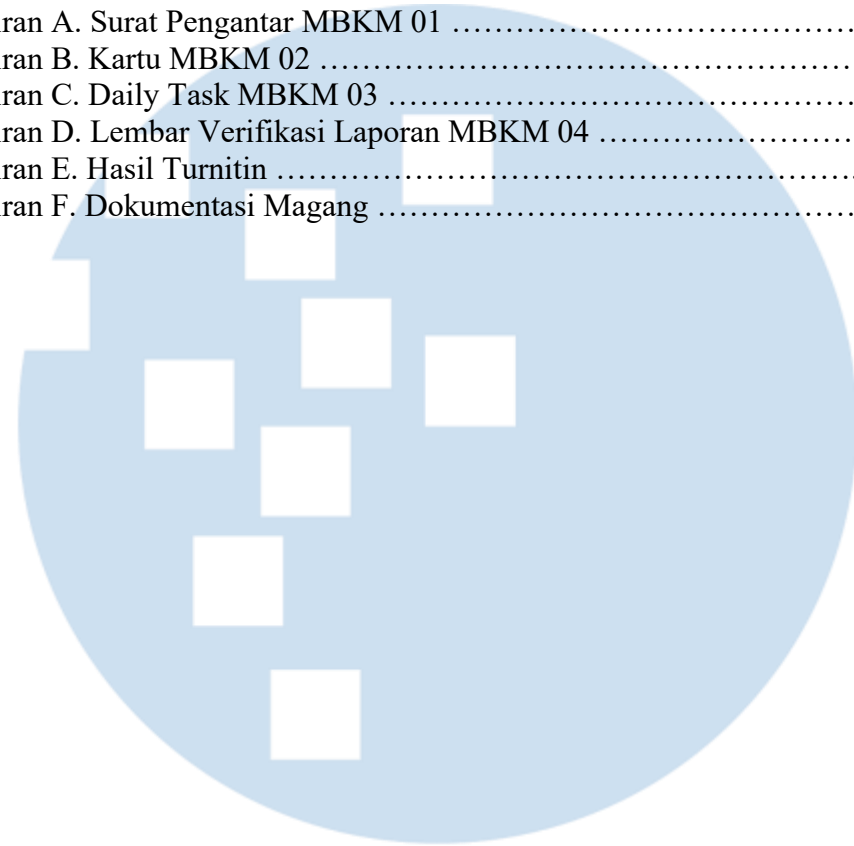 ran A. Surat Pengantar MBKM 01 ……………………………………
ran B. Kartu MBKM 02 ………………………………………………
ran C. Daily Task MBKM 03 …………………………………………
ran D. Lembar Verifikasi Laporan MBKM 04 …………………………
ran E. Hasil Turnitin ……………………………………………………
ran F. Dokumentasi Magang ……………………………………………